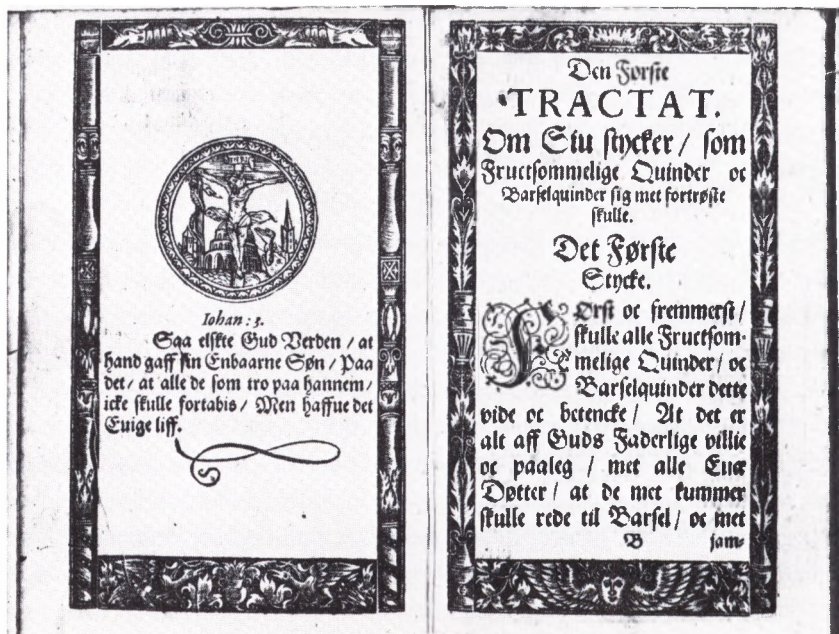 Iohan: 3.
Saa elskte Gud Verden / at
hand gaff sin Enbaarne Søn / Paa
det / at alle de som tro paa hannem /
icke skulle fortabis / Men haffue det
Euige liff.
Den Første
TRACTAT.
Om Siu stycker / som
Fructsommelige Quinder oc
Barselquinder sig met fortrøste
skulle.
Det Første
Stycke.
FØrst oc fremmerst /
skulle alle Fructsom-
melige Quinder / oc
Barselquinder dette
vide oc betencke / At det er
alt aff Guds Faderlige villie
oc paaleg / met alle Euæ
Døtter / at de met kummer
skulle rede til Barsel / oc met
B jam-